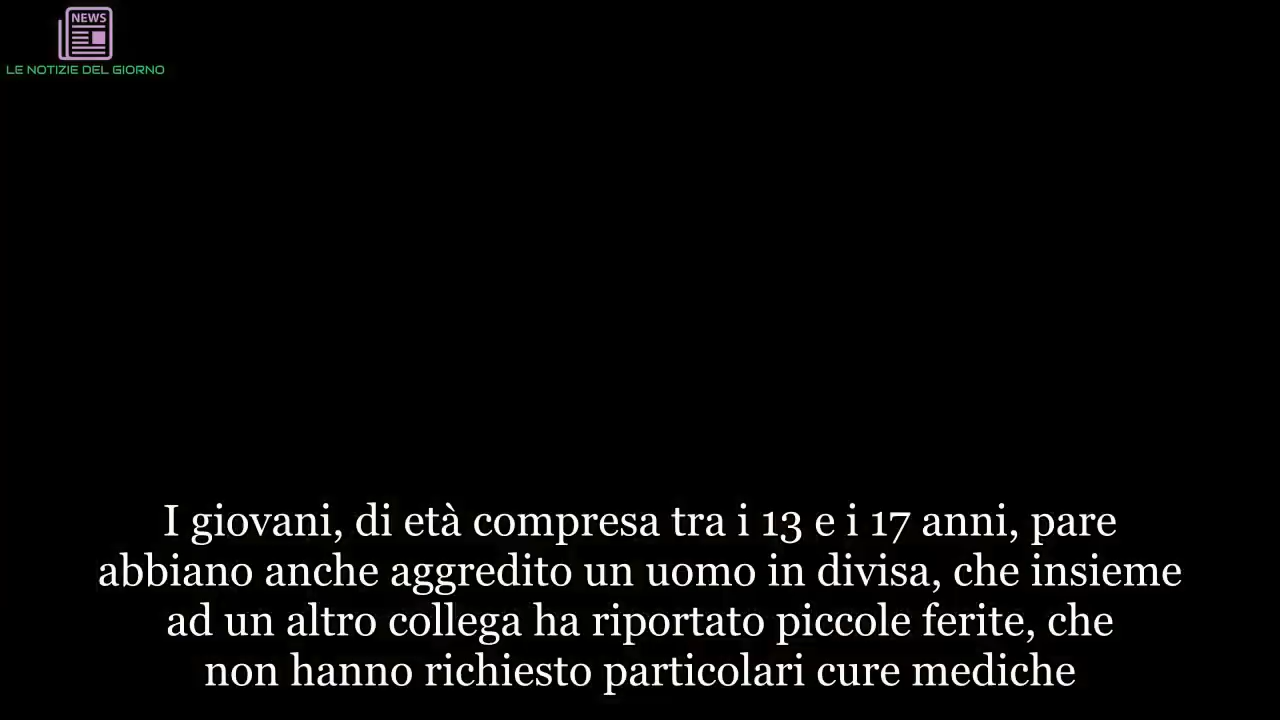 NEWS
LE NOTIZIE DEL GIORNO
I giovani, di età compresa tra i 13 e i 17 anni, pare
abbiano anche aggredito un uomo in divisa, che insieme
ad un altro collega ha riportato piccole ferite, che
non hanno richiesto particolari cure mediche